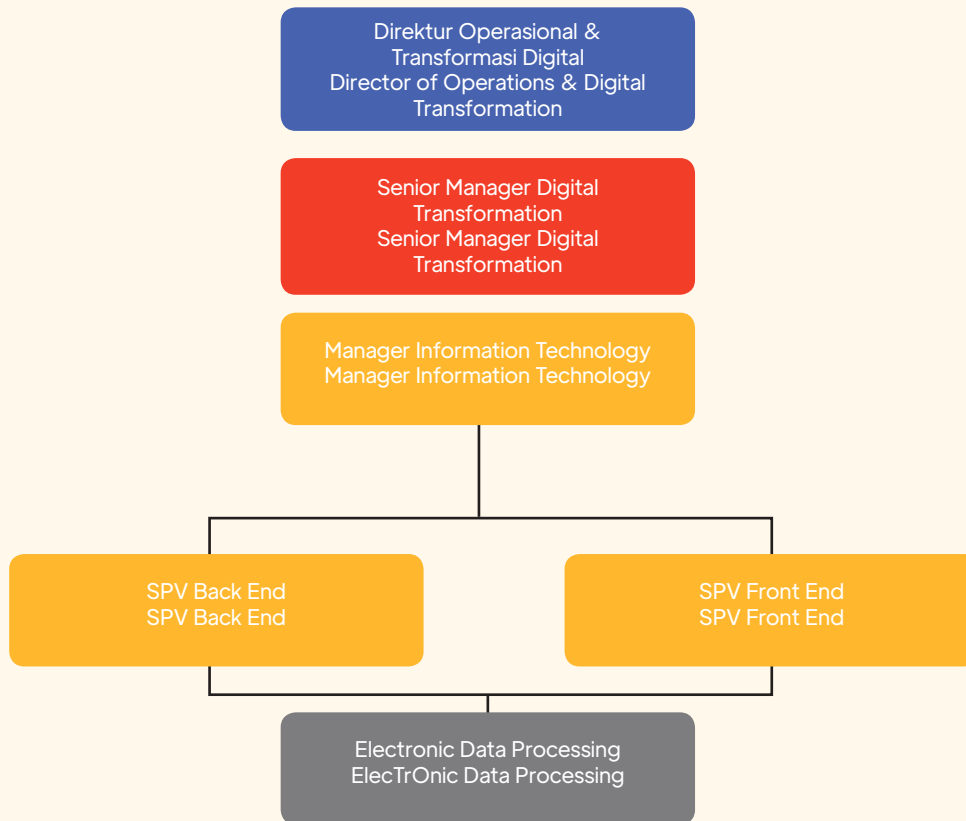 Direktur Operasional &
Transformasi Digital
Director of Operations & Digital
Transformation
Senior Manager Digital
Transformation
Senior Manager Digital
Transformation
Manager Information Technology
Manager Information Technology
SPV Back End
SPV Back End
SPV Front End
SPV Front End
Electronic Data Processing
ElecTrOnic Data Processing